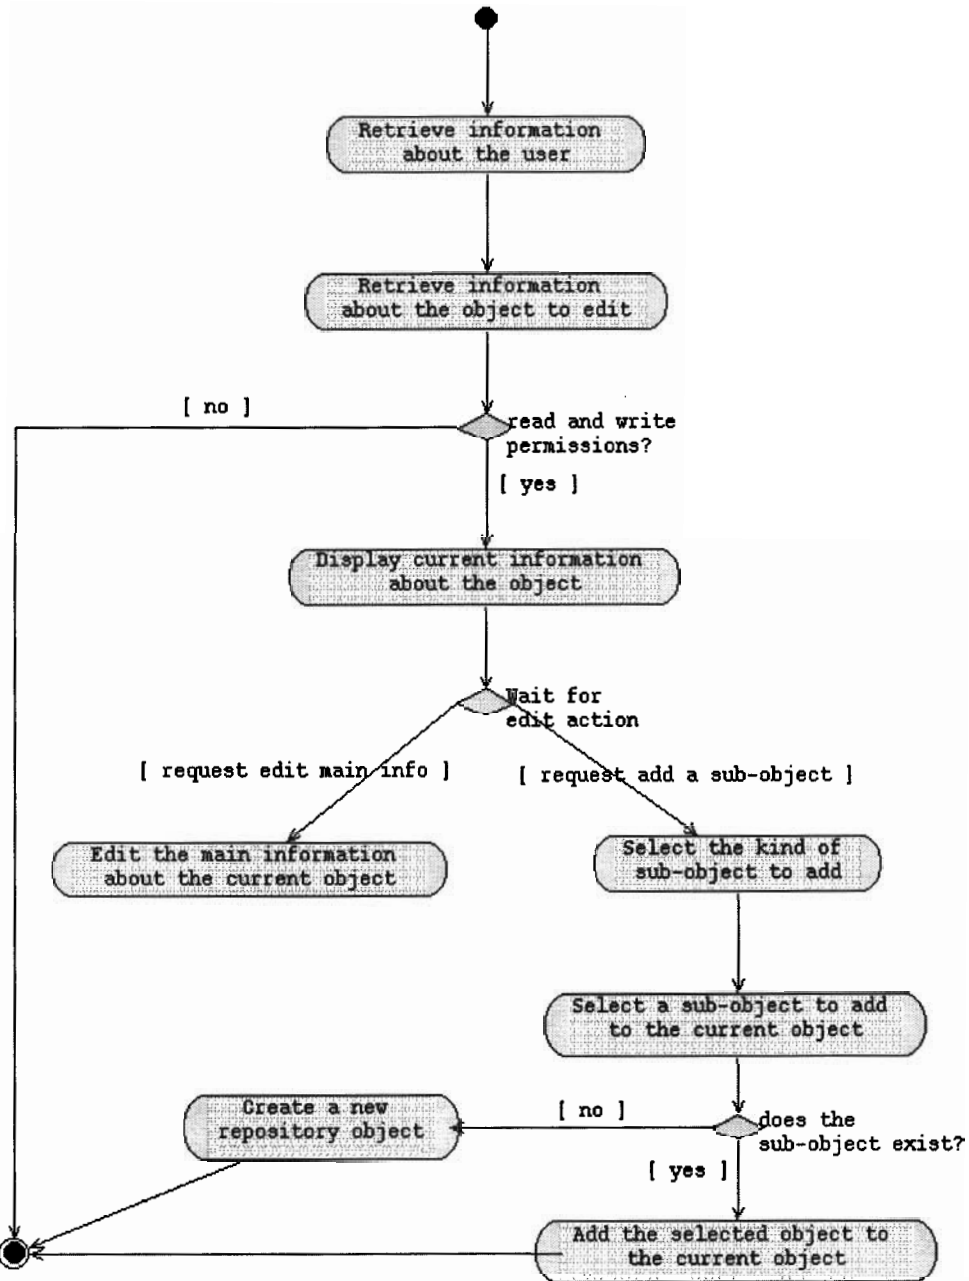 Retrieve information
about the user
Retrieve information
about the object to edit
[ no ]
read and write
permissions?
[ yes ]
Display current information
about the object
Wait for
edit action
[ request edit main info ]
[ request add a sub-object ]
Edit the main information
about the current object
Select the kind of
sub-object to add
Select a sub-object to add
to the current object
Create a new
repository object
[ no ]
does the
sub-object exist?
[ yes ]
Add the selected object to
the current object